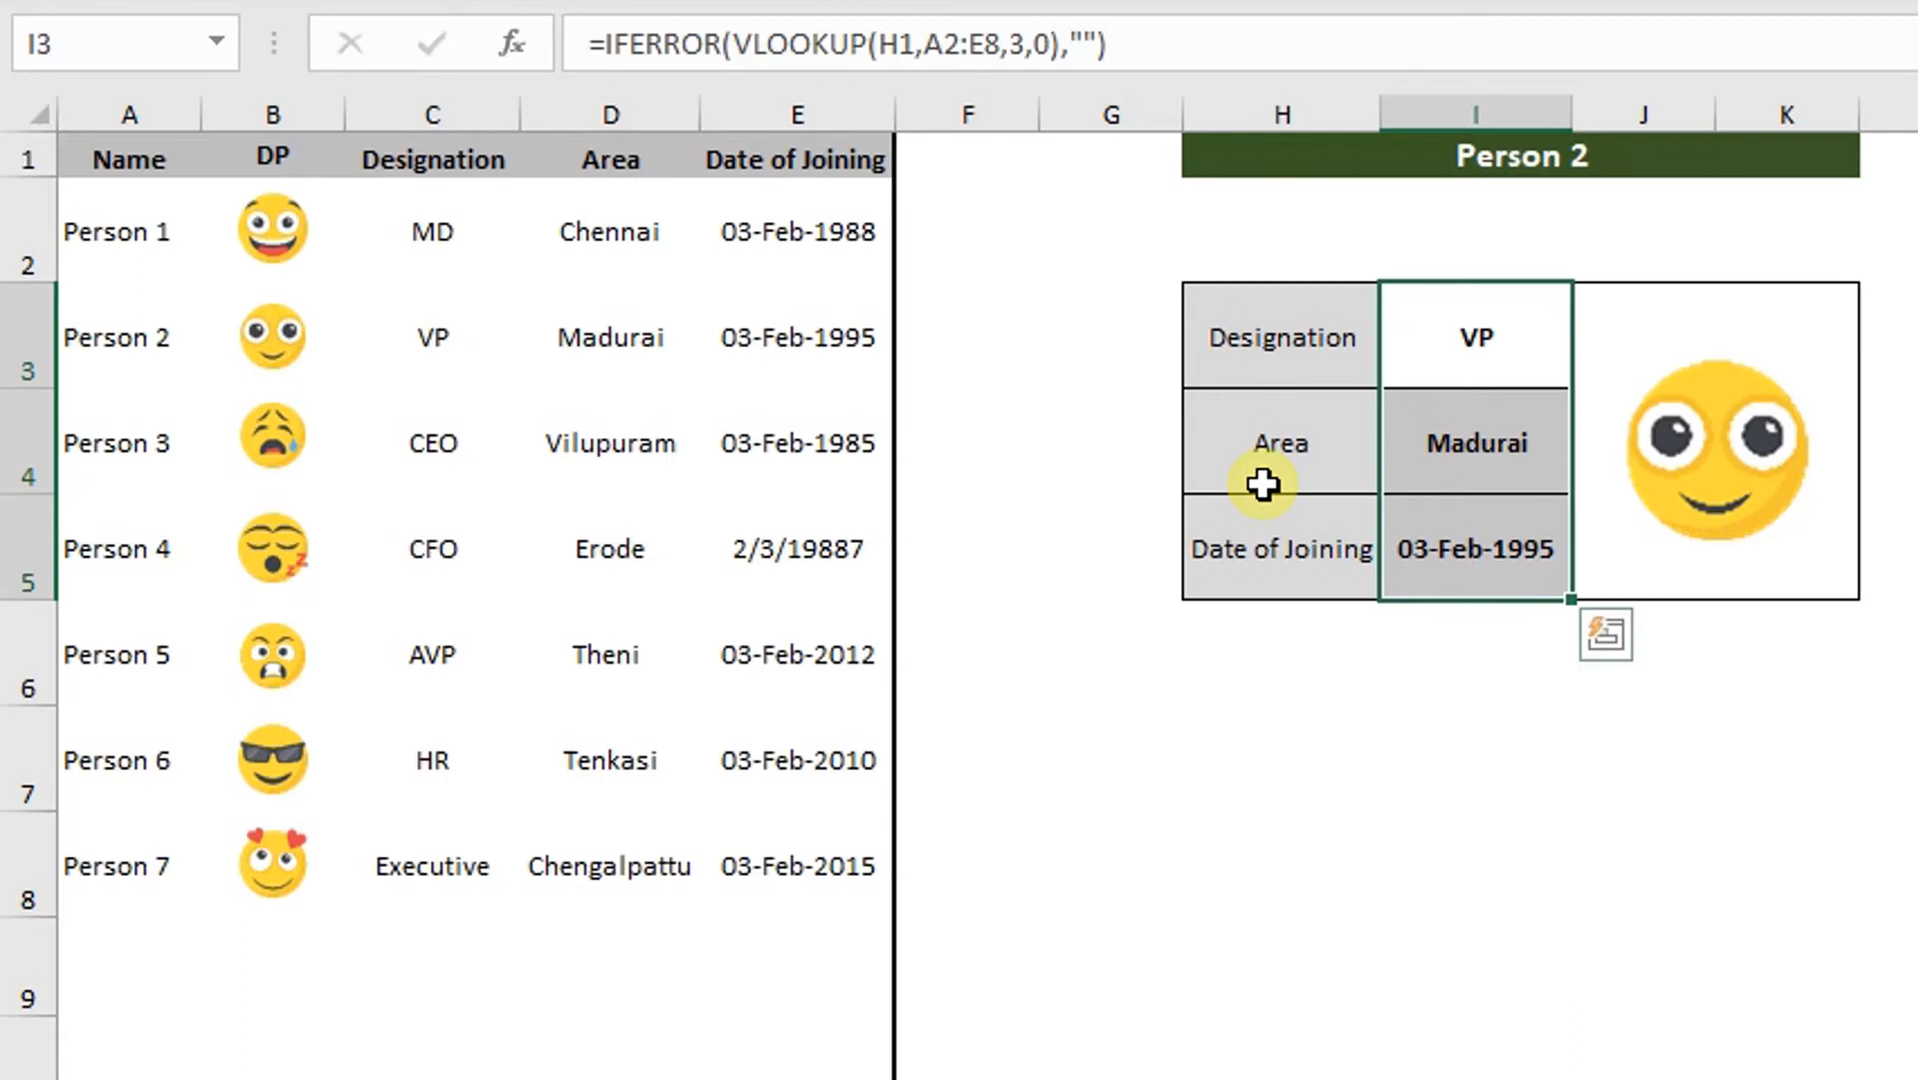 I3 fx =IFERROR(VLOOKUP(H1,A2:E8,3,0),"")
A B C D E F G H I J K
1 Name DP Designation Area Date of Joining Person 2
2 Person 1 MD Chennai 03-Feb-1988
3 Person 2 VP Madurai 03-Feb-1995 Designation VP
4 Person 3 CEO Vilupuram 03-Feb-1985 Area Madurai
5 Person 4 CFO Erode 2/3/19887 Date of Joining 03-Feb-1995
6 Person 5 AVP Theni 03-Feb-2012
7 Person 6 HR Tenkasi 03-Feb-2010
8 Person 7 Executive Chengalpattu 03-Feb-2015
9